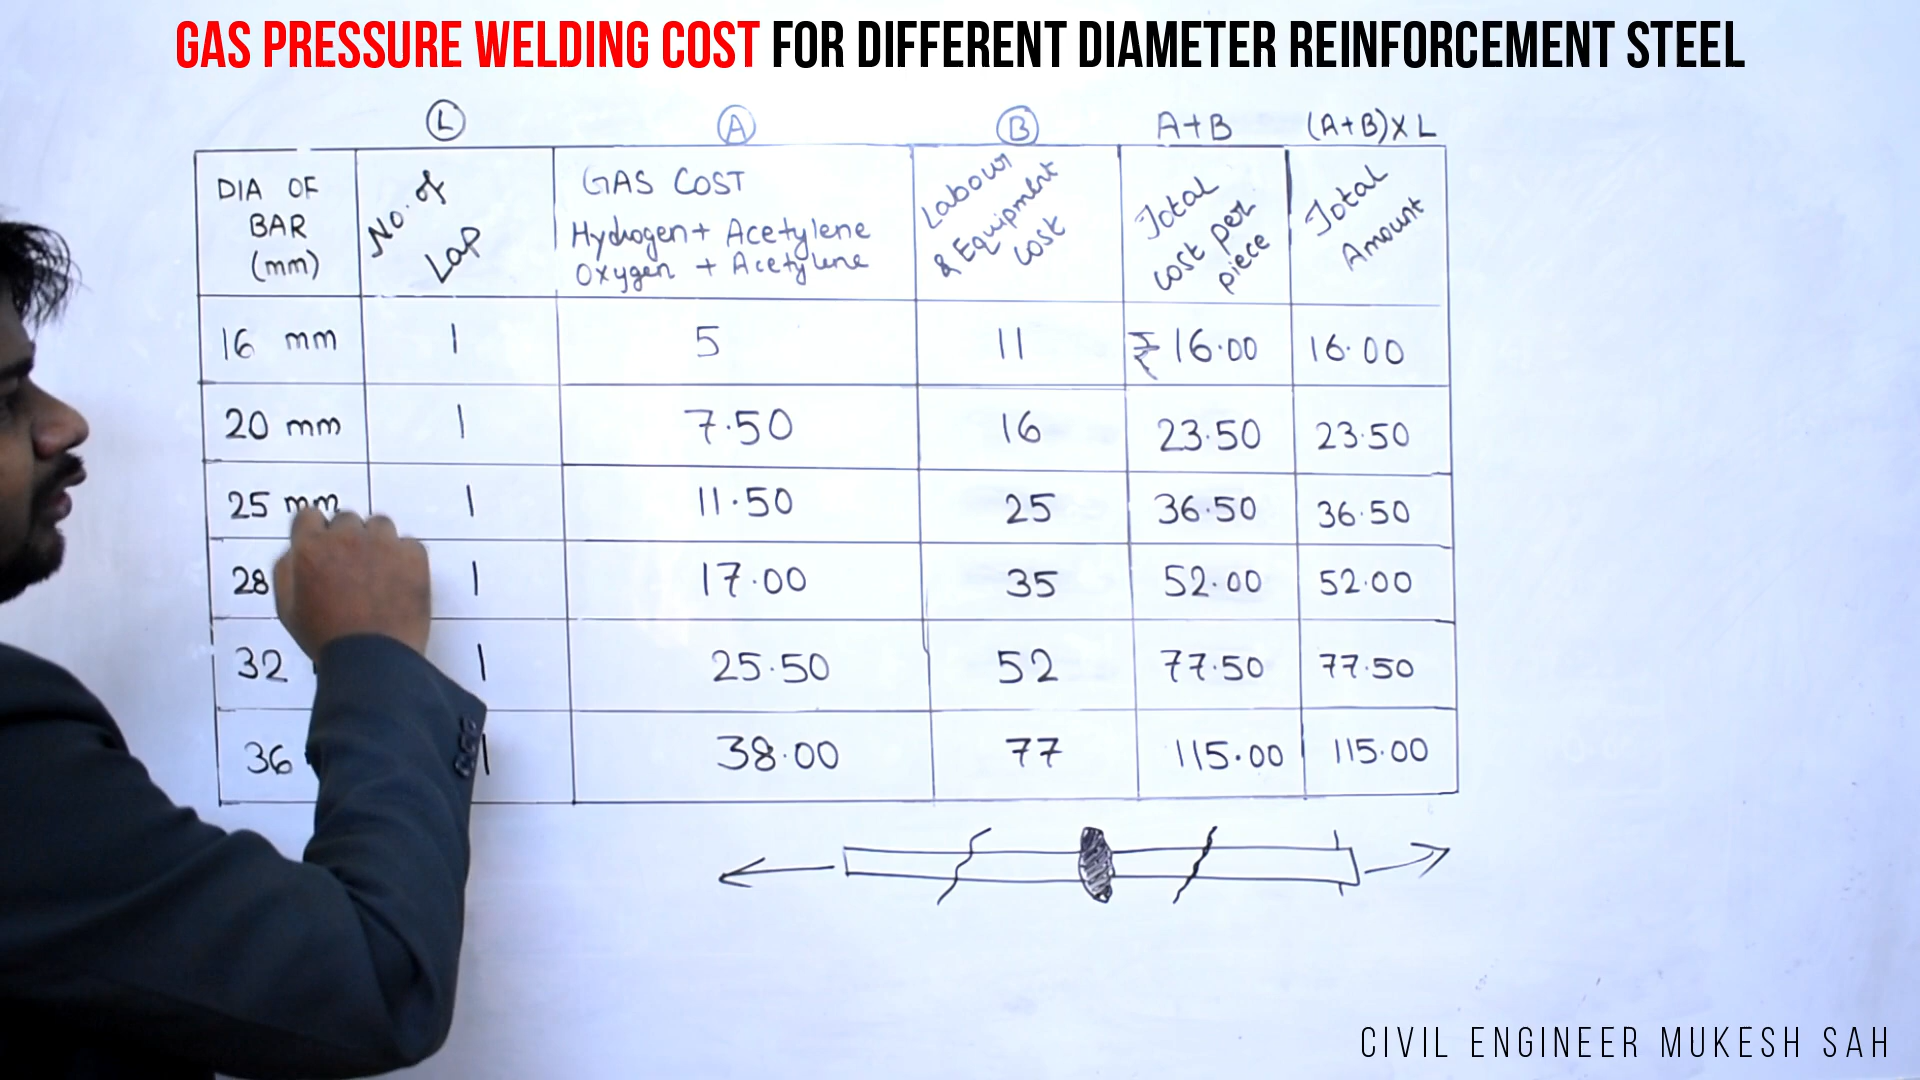 GAS PRESSURE WELDING COST FOR DIFFERENT DIAMETER REINFORCEMENT STEEL
L A B A+B (A+B)X L
DIA OF BAR (mm)
No. of Lap
GAS COST
Hydrogen + Acetylene
Oxygen + Acetylene
Labour & Equipment cost
Total cost per piece
Total Amount
16 mm 1 5 11 ₹ 16.00 16.00
20 mm 1 7.50 16 23.50 23.50
25 mm 1 11.50 25 36.50 36.50
28 1 17.00 35 52.00 52.00
32 1 25.50 52 77.50 77.50
36 1 38.00 77 115.00 115.00
CIVIL ENGINEER MUKESH SAH